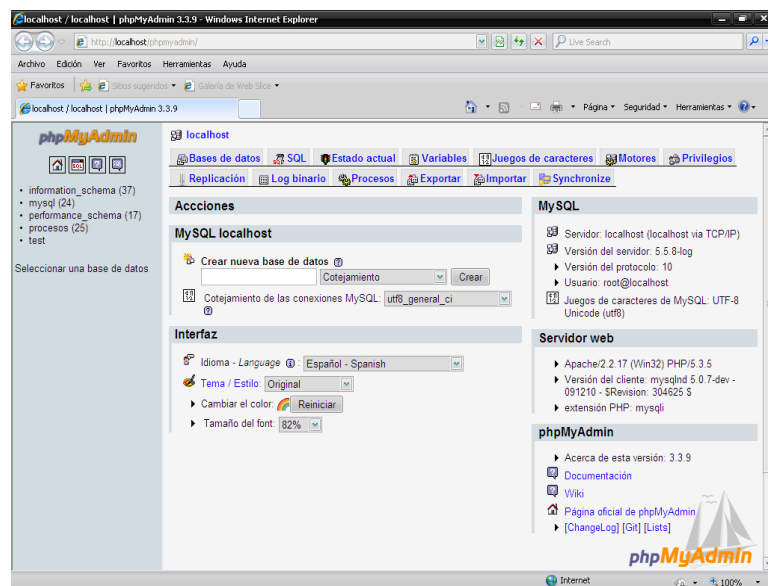 localhost / localhost | phpMyAdmin 3.3.9 - Windows Internet Explorer
http://localhost/phpmyadmin/
Live Search
Archivo Edición Ver Favoritos Herramientas Ayuda
Favoritos Sitios sugeridos Galería de Web Slice
localhost / localhost | phpMyAdmin 3.3.9
Página Seguridad Herramientas
phpMyAdmin
SQL
information_schema (37)
mysql (24)
performance_schema (17)
procesos (25)
test
Seleccionar una base de datos
localhost
Bases de datos SQL Estado actual Variables Juegos de caracteres Motores Privilegios
Replicación Log binario Procesos Exportar Importar Synchronize
Accciones
MySQL localhost
Crear nueva base de datos
Cotejamiento Crear
Cotejamiento de las conexiones MySQL: utf8_general_ci
Interfaz
Idioma - Language : Español - Spanish
Tema / Estilo: Original
Cambiar el color: Reiniciar
Tamaño del font: 82%
MySQL
Servidor: localhost (localhost via TCP/IP)
Versión del servidor: 5.5.8-log
Versión del protocolo: 10
Usuario: root@localhost
Juegos de caracteres de MySQL: UTF-8
Unicode (utf8)
Servidor web
Apache/2.2.17 (Win32) PHP/5.3.5
Versión del cliente: mysqlnd 5.0.7-dev -
091210 - $Revision: 304625 $
extensión PHP: mysqli
phpMyAdmin
Acerca de esta versión: 3.3.9
Documentación
Wiki
Página oficial de phpMyAdmin
[ChangeLog] [Git] [Lists]
phpMyAdmin
Internet 100%